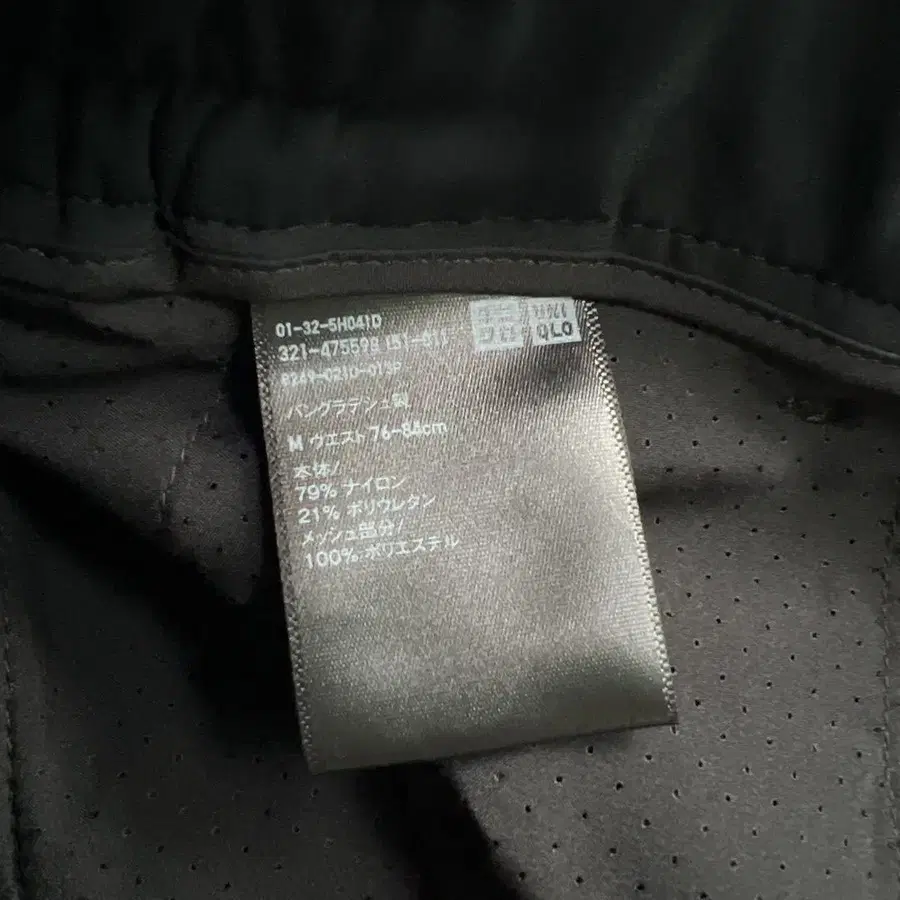 01-32-5H041D
321-475598 (51-01)
バングラデシュ製
M ウエスト 76-84cm
本体/
79% ナイロン
21% ポリウレタン
メッシュ部分/
100% ポリエステル